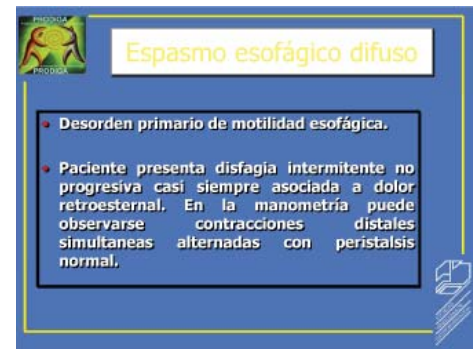 PRODIGA
Espasmo esofágico difuso
PRODIGA
Desorden primario de motilidad esofágica.
Paciente presenta disfagia intermitente no
progresiva casi siempre asociada a dolor
retroesternal. En la manometría puede
observarse contracciones distales
simultaneas alternadas con peristalsis
normal.